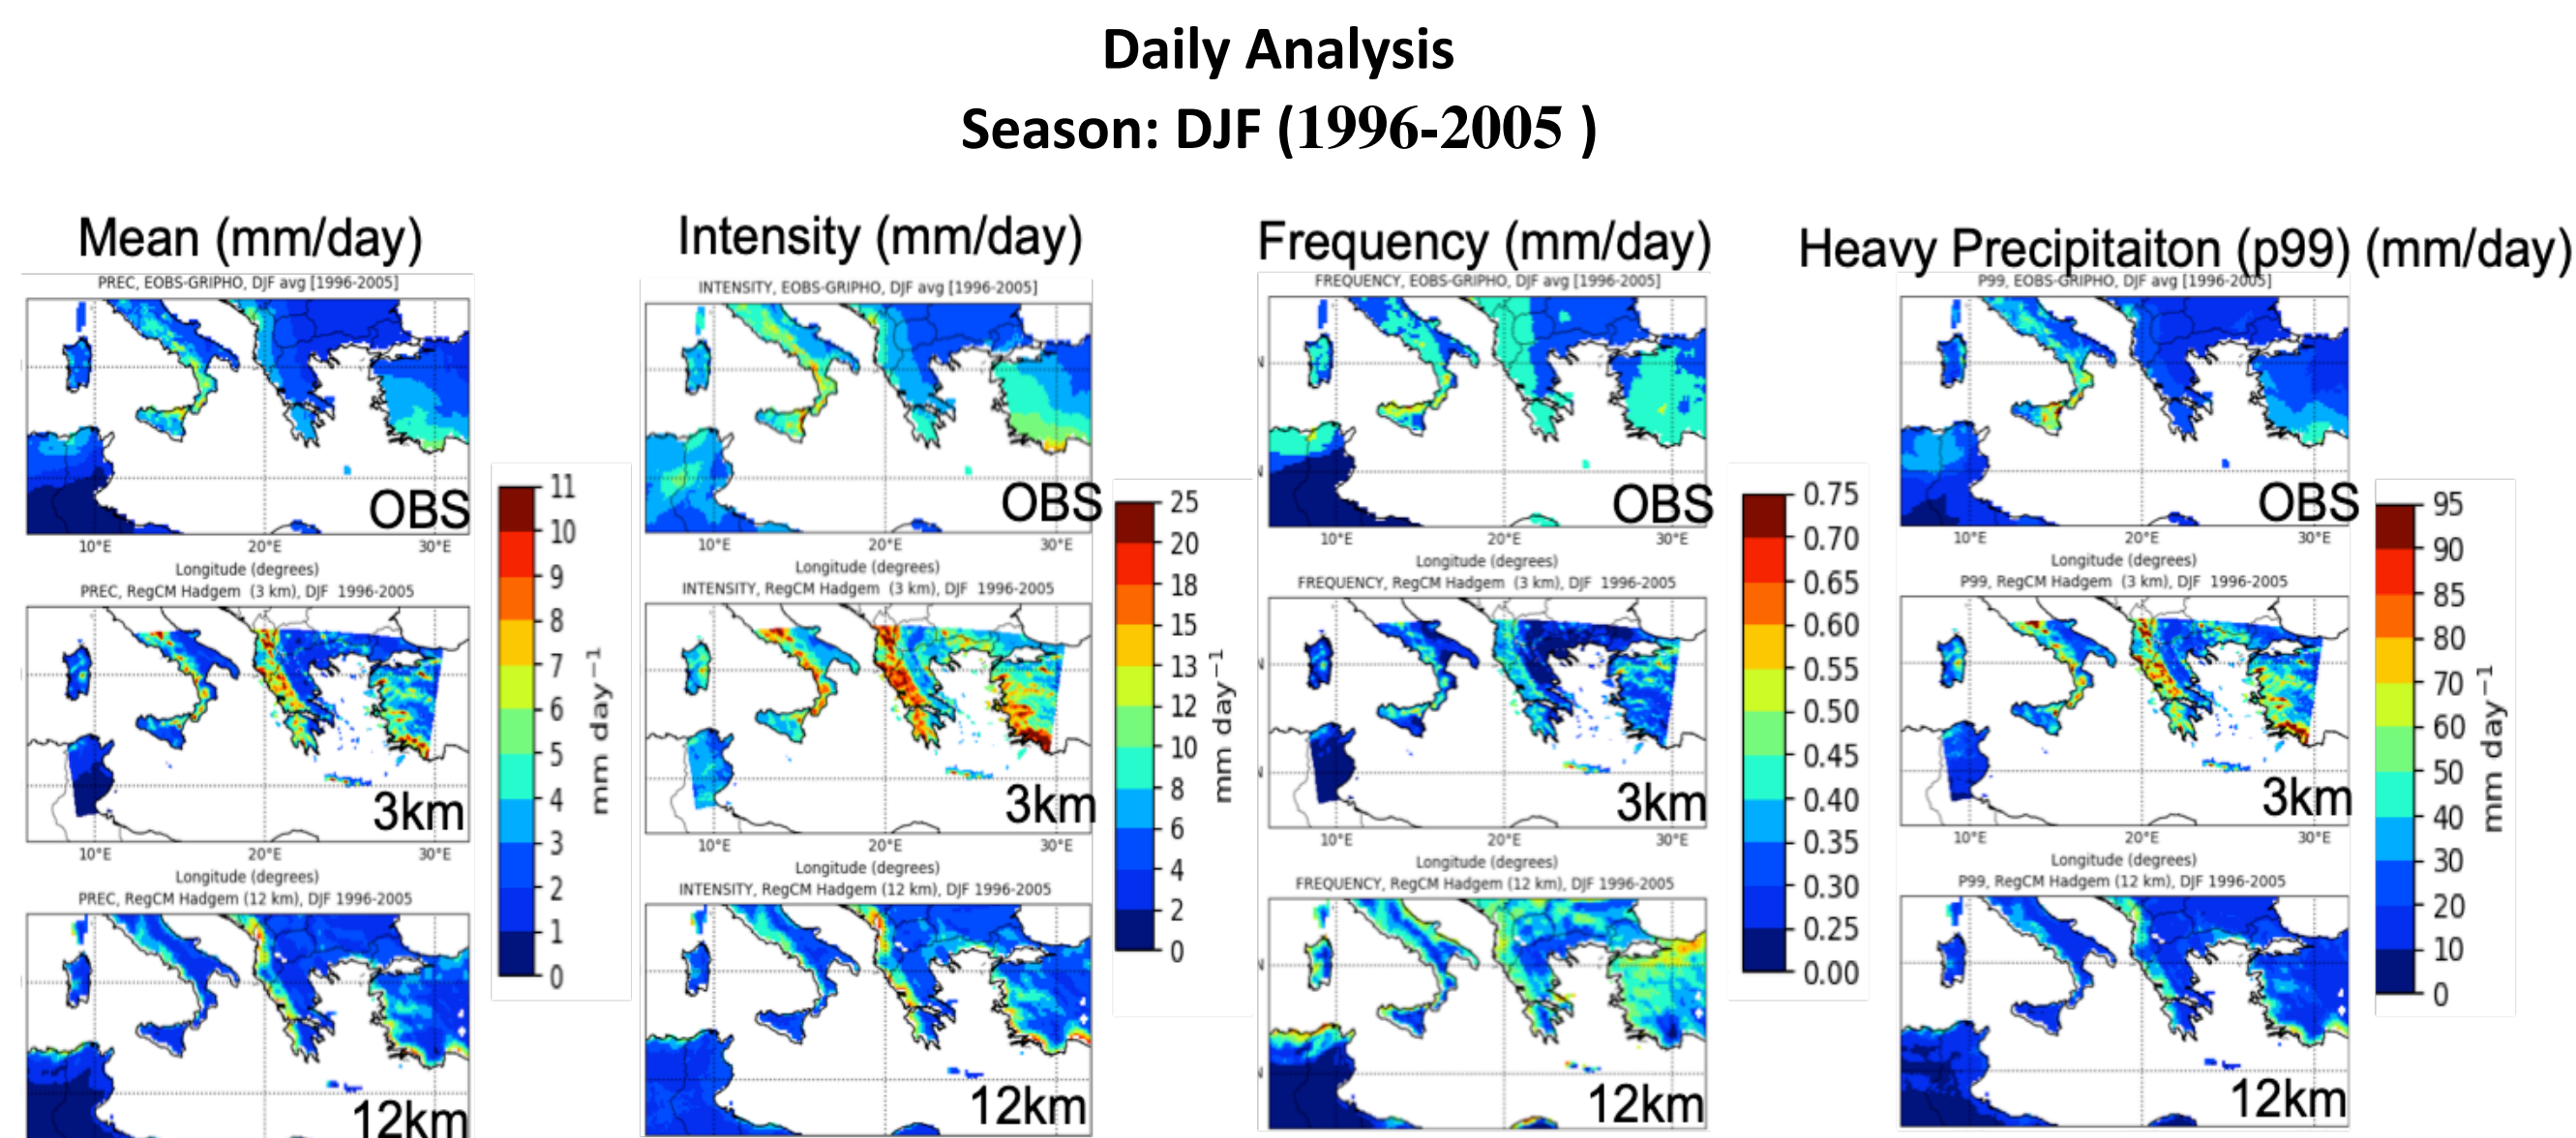 Daily Analysis
Season: DJF (1996-2005 )
Mean (mm/day)
PREC, EOBS-GRIPHO, DJF avg [1996-2005]
OBS
10°E 20°E 30°E
Longitude (degrees)
PREC, RegCM Hadgem (3 km), DJF 1996-2005
3km
10°E 20°E 30°E
Longitude (degrees)
PREC, RegCM Hadgem (12 km), DJF 1996-2005
12km
11
10
9
8
7
6
5
4
3
2
1
0
mm day−1
Intensity (mm/day)
INTENSITY, EOBS-GRIPHO, DJF avg [1996-2005]
OBS
10°E 20°E 30°E
Longitude (degrees)
INTENSITY, RegCM Hadgem (3 km), DJF 1996-2005
3km
10°E 20°E 30°E
Longitude (degrees)
INTENSITY, RegCM Hadgem (12 km), DJF 1996-2005
12km
25
20
18
15
13
12
10
8
6
4
2
0
mm day−1
Frequency (mm/day)
FREQUENCY, EOBS-GRIPHO, DJF avg [1996-2005]
OBS
10°E 20°E 30°E
Longitude (degrees)
FREQUENCY, RegCM Hadgem (3 km), DJF 1996-2005
3km
10°E 20°E 30°E
Longitude (degrees)
FREQUENCY, RegCM Hadgem (12 km), DJF 1996-2005
12km
0.75
0.70
0.65
0.60
0.55
0.50
0.45
0.40
0.35
0.30
0.25
0.00
Heavy Precipitaiton (p99) (mm/day)
P99, EOBS-GRIPHO, DJF avg [1996-2005]
OBS
10°E 20°E 30°E
Longitude (degrees)
P99, RegCM Hadgem (3 km), DJF 1996-2005
3km
10°E 20°E 30°E
Longitude (degrees)
P99, RegCM Hadgem (12 km), DJF 1996-2005
12km
95
90
85
80
70
60
50
40
30
20
10
0
mm day−1